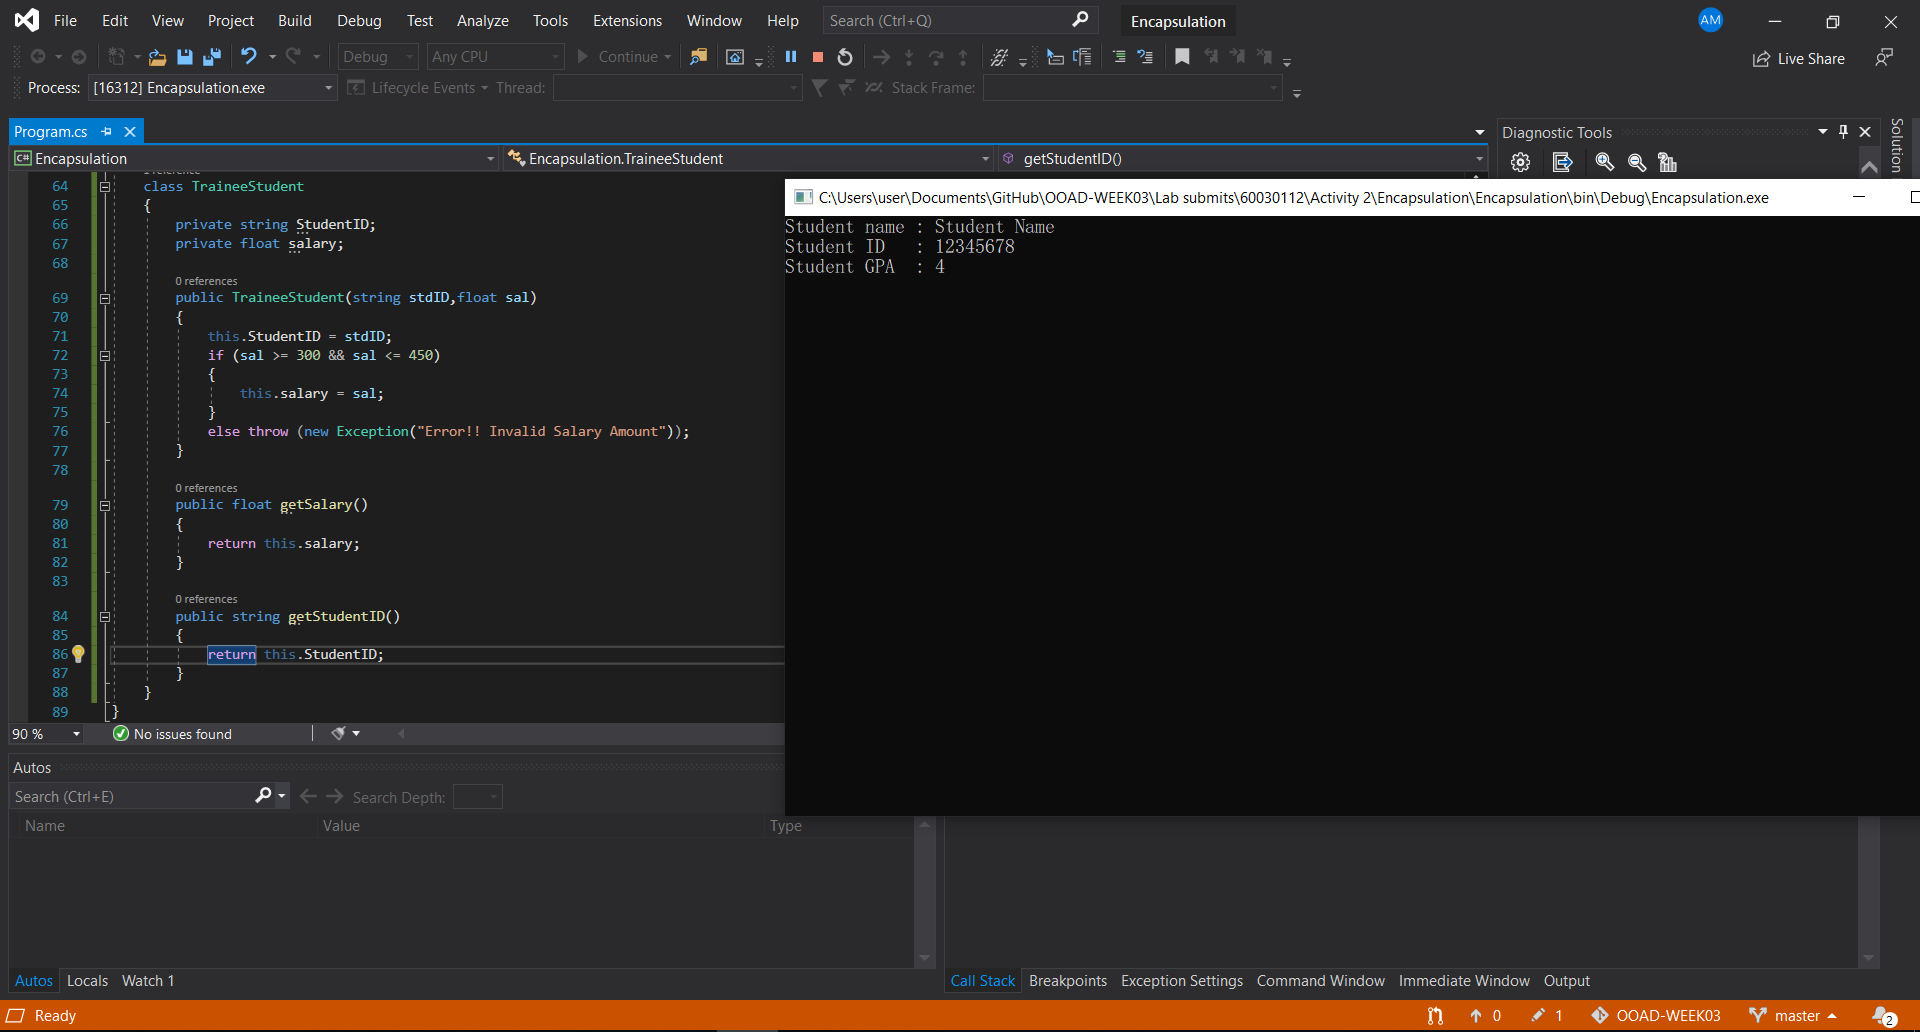 File Edit View Project Build Debug Test Analyze Tools Extensions Window Help Search (Ctrl+Q) Encapsulation AM
Debug Any CPU Continue Live Share
Process: [16312] Encapsulation.exe Lifecycle Events Thread: Stack Frame:
Program.cs
C# Encapsulation Encapsulation.TraineeStudent getStudentID()
64 class TraineeStudent
65 {
66 private string StudentID;
67 private float salary;
68
0 references
69 public TraineeStudent(string stdID,float sal)
70 {
71 this.StudentID = stdID;
72 if (sal >= 300 && sal <= 450)
73 {
74 this.salary = sal;
75 }
76 else throw (new Exception("Error!! Invalid Salary Amount"));
77 }
78
0 references
79 public float getSalary()
80 {
81 return this.salary;
82 }
83
0 references
84 public string getStudentID()
85 {
86 return this.StudentID;
87 }
88 }
89 }
90 % No issues found
Diagnostic Tools
Solution
C:\Users\user\Documents\GitHub\OOAD-WEEK03\Lab submits\60030112\Activity 2\Encapsulation\Encapsulation\bin\Debug\Encapsulation.exe
Student name : Student Name
Student ID : 12345678
Student GPA : 4
Autos
Search (Ctrl+E) Search Depth:
Name Value Type
Autos Locals Watch 1
Call Stack Breakpoints Exception Settings Command Window Immediate Window Output
Ready 0 1 OOAD-WEEK03 master 2